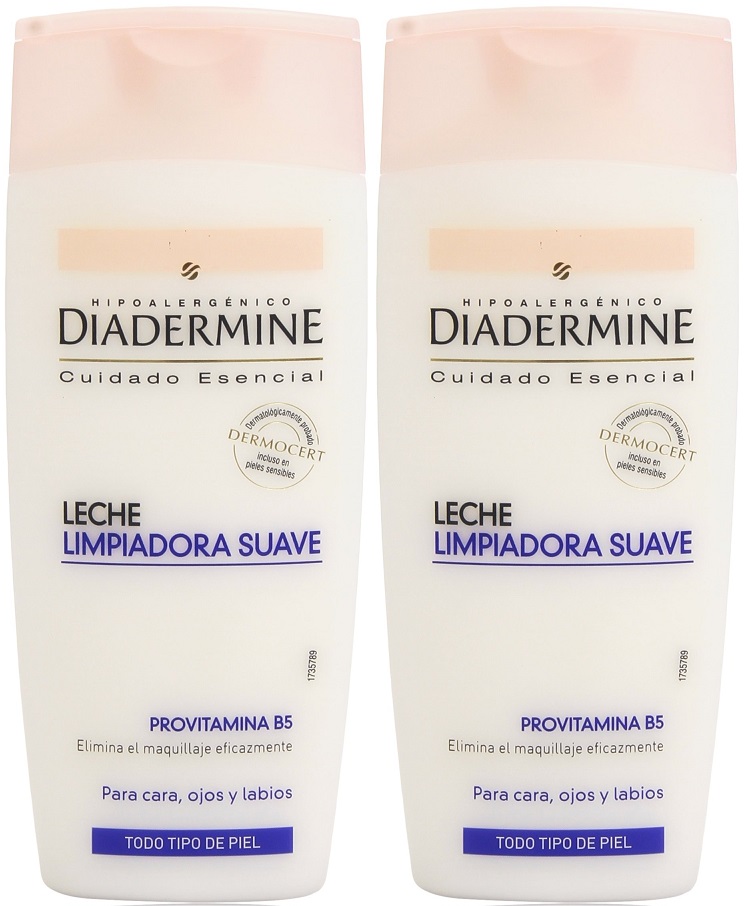 HIPOALERGÉNICO
DIADERMINE
Cuidado Esencial
Dermatológicamente probado
DERMOCERT
incluso en
pieles sensibles
LECHE
LIMPIADORA SUAVE
1735789
PROVITAMINA B5
Elimina el maquillaje eficazmente
Para cara, ojos y labios
TODO TIPO DE PIEL
HIPOALERGÉNICO
DIADERMINE
Cuidado Esencial
Dermatológicamente probado
DERMOCERT
incluso en
pieles sensibles
LECHE
LIMPIADORA SUAVE
1735789
PROVITAMINA B5
Elimina el maquillaje eficazmente
Para cara, ojos y labios
TODO TIPO DE PIEL